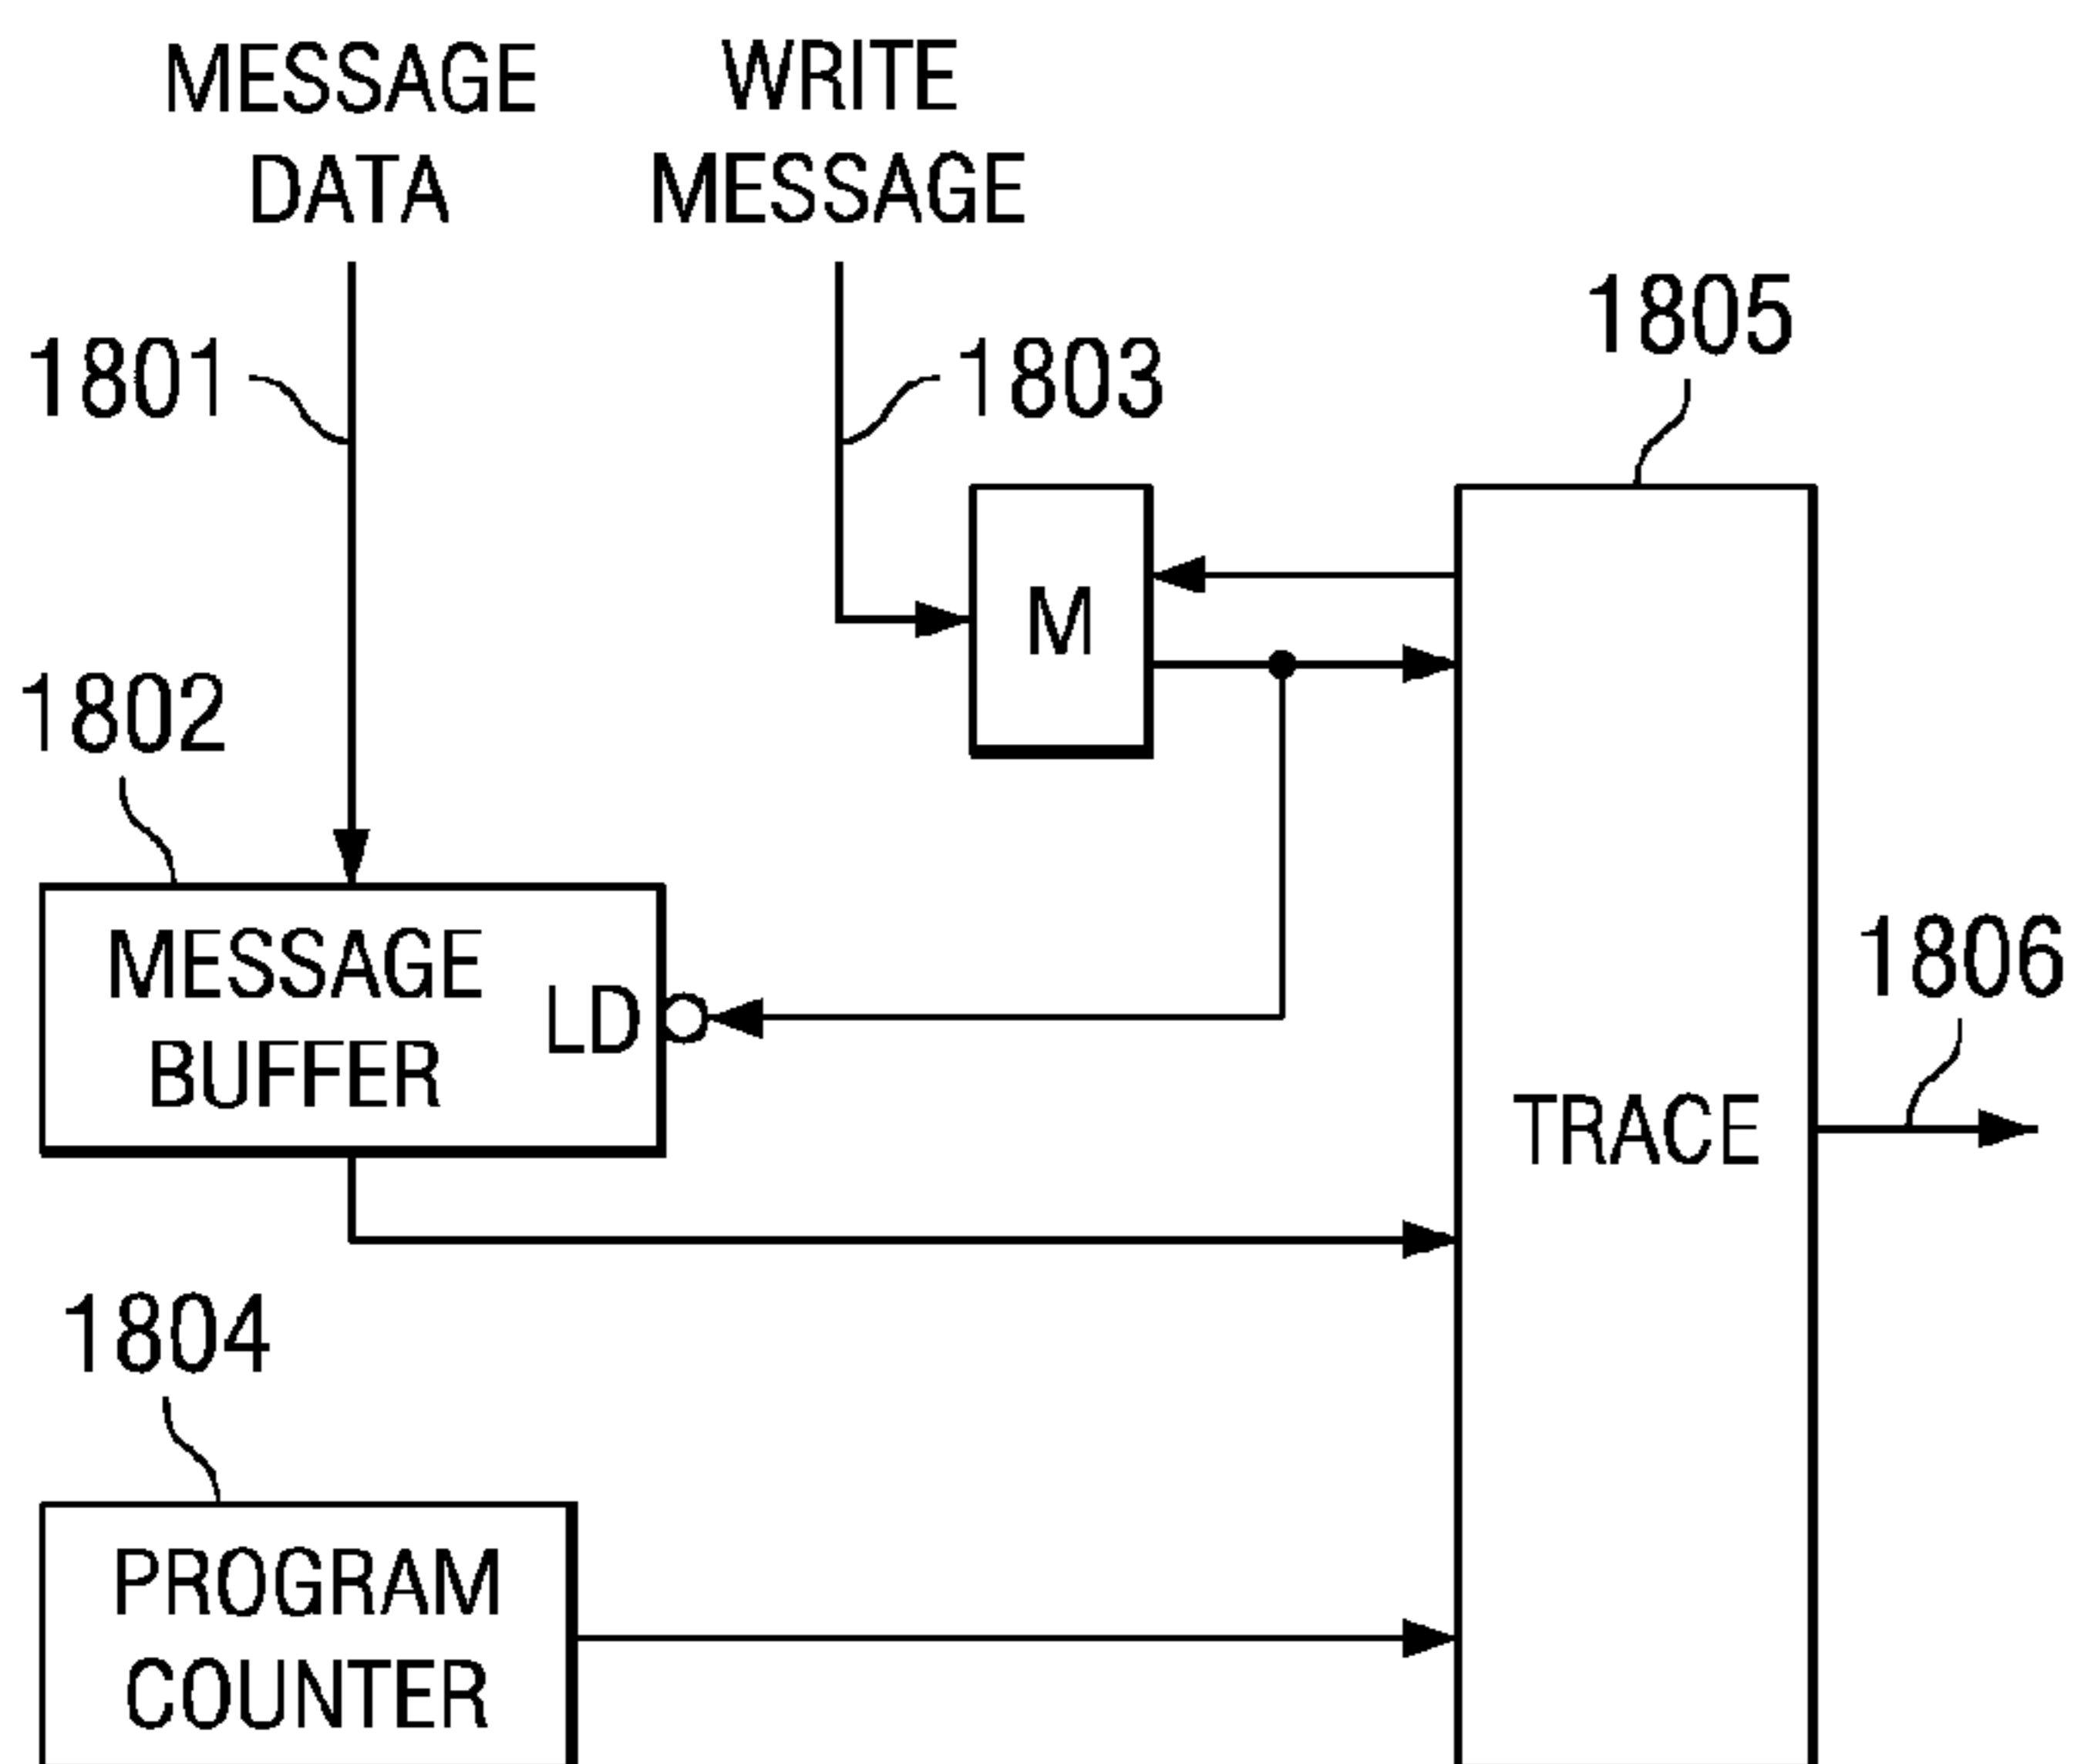 MESSAGE
DATA
WRITE
MESSAGE
1801
1803
1805
M
1802
MESSAGE
BUFFER
LD
1806
TRACE
1804
PROGRAM
COUNTER